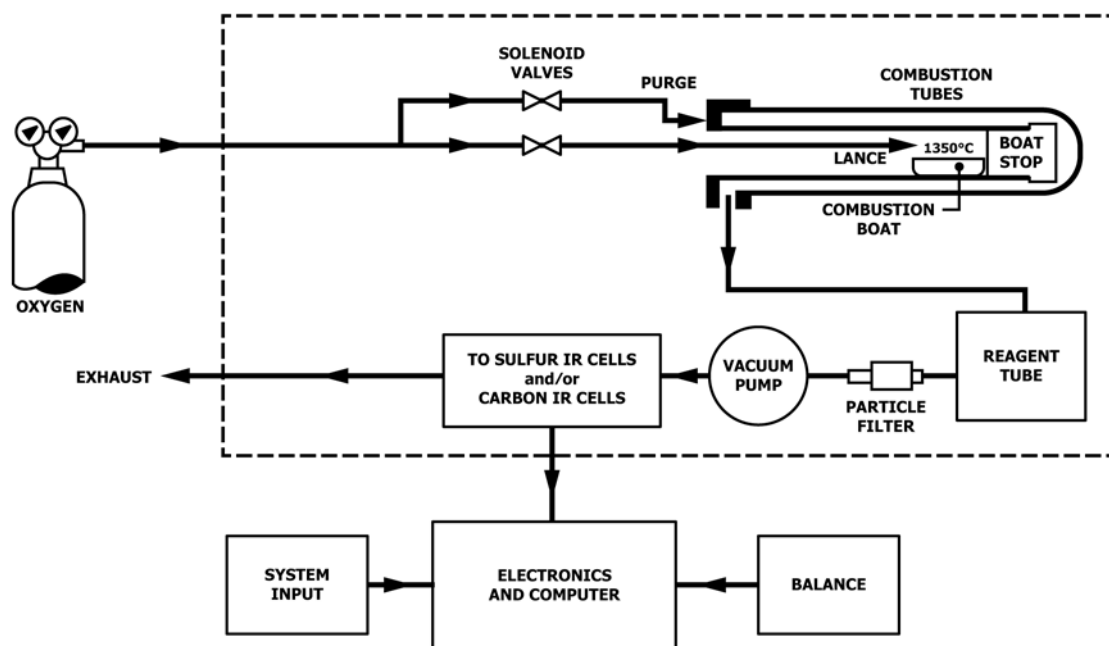 SOLENOID
VALVES
PURGE
COMBUSTION
TUBES
LANCE
1350°C
BOAT
STOP
COMBUSTION
BOAT
OXYGEN
EXHAUST
TO SULFUR IR CELLS
and/or
CARBON IR CELLS
VACUUM
PUMP
PARTICLE
FILTER
REAGENT
TUBE
SYSTEM
INPUT
ELECTRONICS
AND COMPUTER
BALANCE